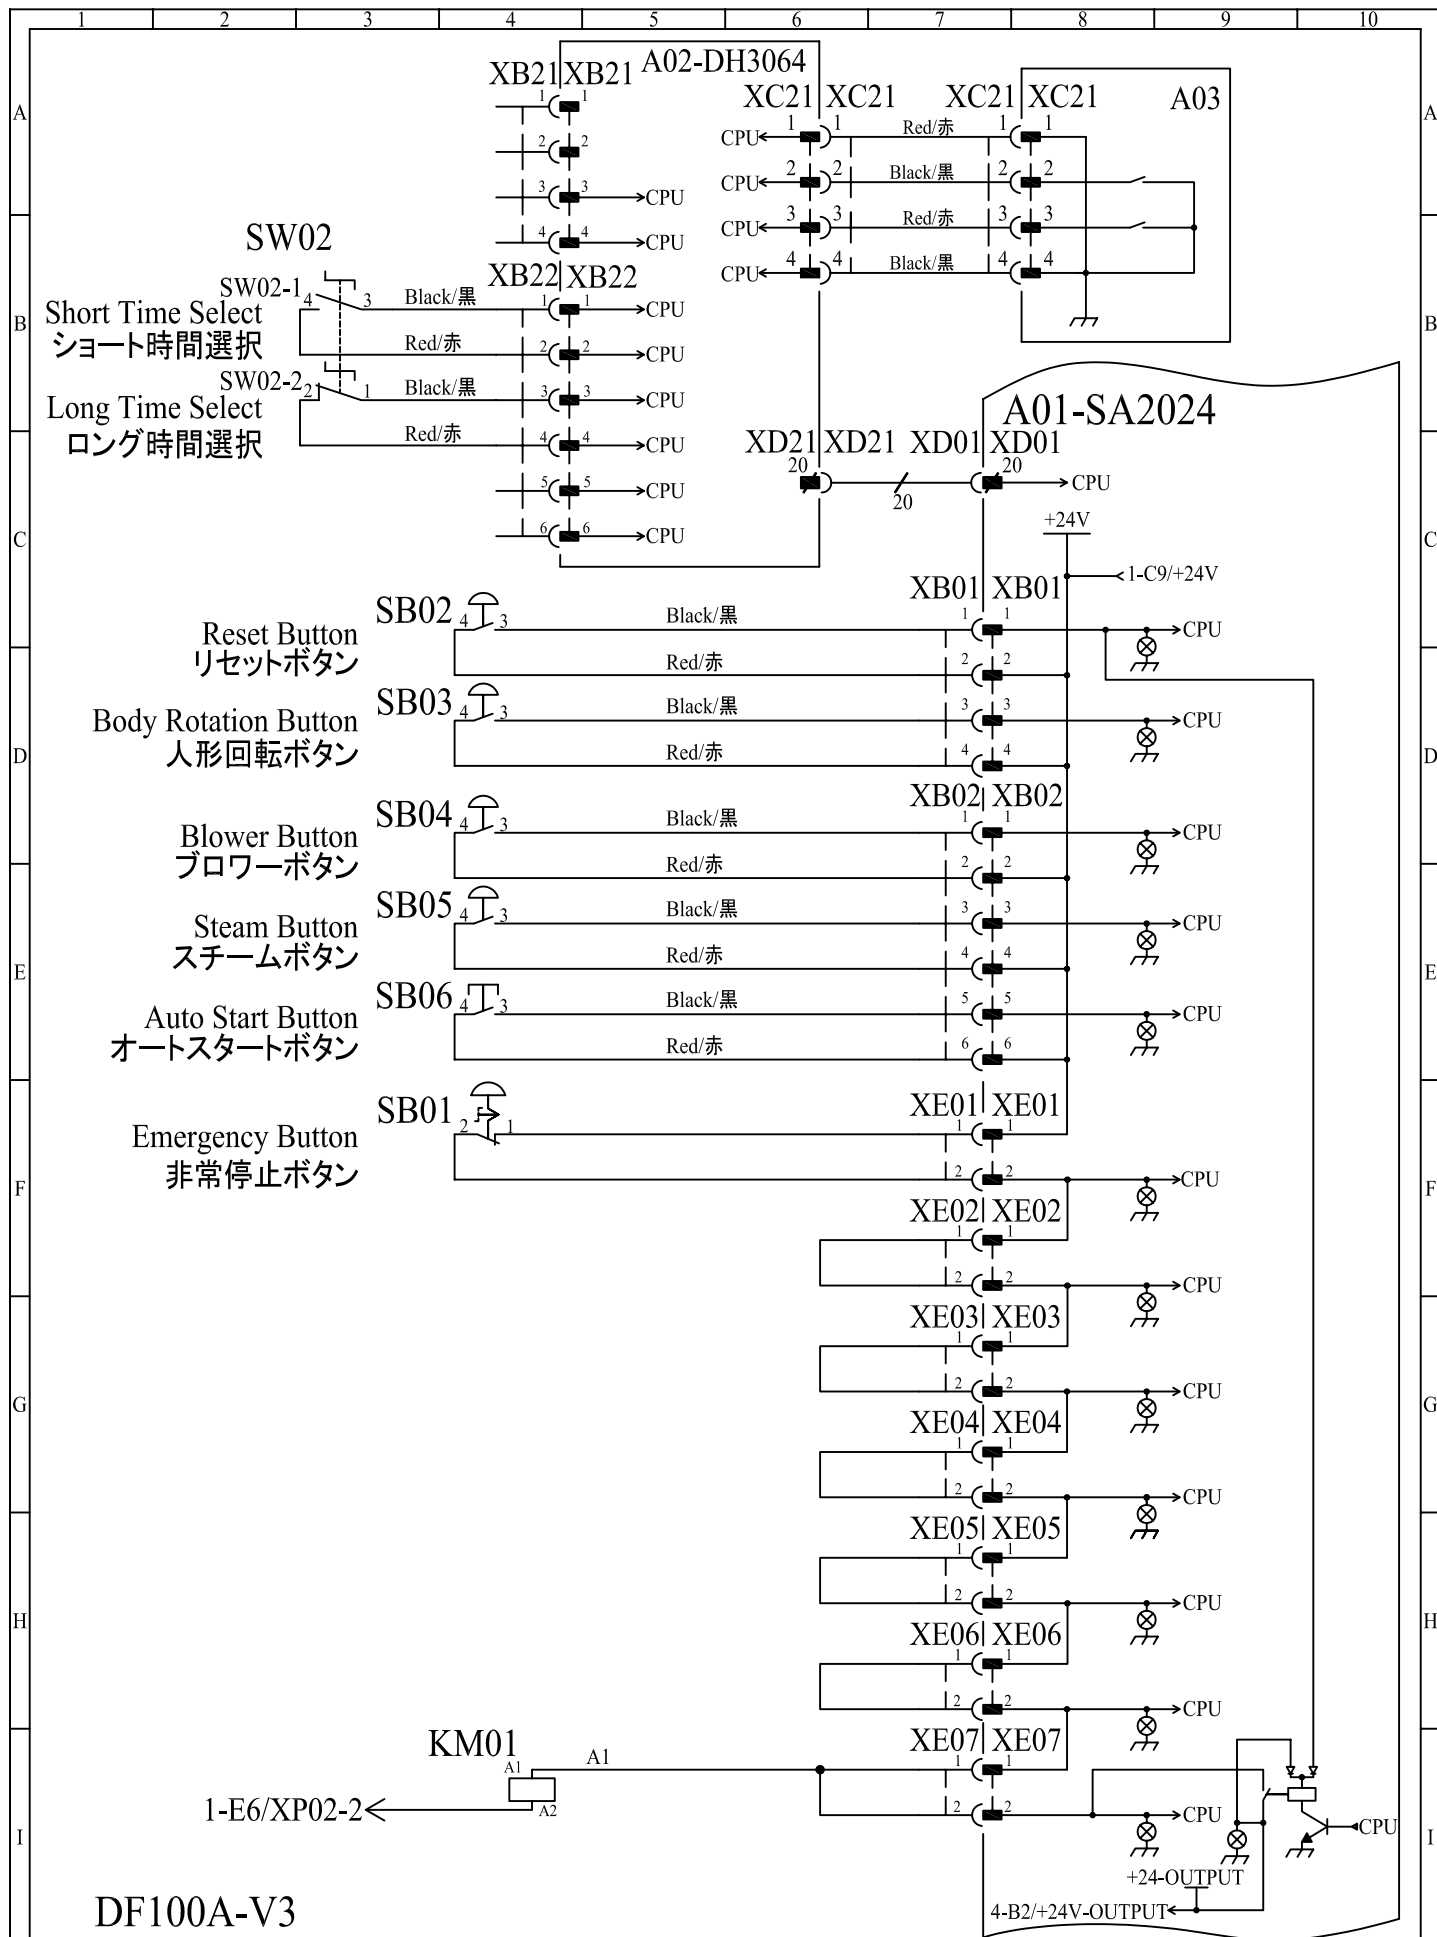 1 2 3 4 5 6 7 8 9 10
A A
B B
C C
D D
E E
F F
G G
H H
I I
XB21 XB21 A02-DH3064
1 1
2 2
3 3 CPU
4 4 CPU
XC21 XC21 XC21 XC21 A03
CPU 1 1 Red/赤 1 1
CPU 2 2 Black/黒 2 2
CPU 3 3 Red/赤 3 3
CPU 4 4 Black/黒 4 4
SW02
XB22 XB22
SW02-1 4 3 Black/黒 1 1 CPU
Short Time Select
ショート時間選択
Red/赤 2 2 CPU
SW02-2 2 1 Black/黒 3 3 CPU
Long Time Select
ロング時間選択
Red/赤 4 4 CPU
5 5 CPU
6 6 CPU
A01-SA2024
XD21 XD21 XD01 XD01
20 20 20 CPU
+24V
1-C9/+24V
XB01 XB01
SB02 4 3 Black/黒 1 1 CPU
Reset Button
リセットボタン
Red/赤 2 2
SB03 4 3 Black/黒 3 3 CPU
Body Rotation Button
人形回転ボタン
Red/赤 4 4
XB02 XB02
SB04 4 3 Black/黒 1 1 CPU
Blower Button
ブロワーボタン
Red/赤 2 2
SB05 4 3 Black/黒 3 3 CPU
Steam Button
スチームボタン
Red/赤 4 4
SB06 4 3 Black/黒 5 5 CPU
Auto Start Button
オートスタートボタン
Red/赤 6 6
XE01 XE01
SB01 2 1 1 1
Emergency Button
非常停止ボタン
2 2 CPU
XE02 XE02
1 1
2 2 CPU
XE03 XE03
1 1
2 2 CPU
XE04 XE04
1 1
2 2 CPU
XE05 XE05
1 1
2 2 CPU
XE06 XE06
1 1
2 2 CPU
XE07 XE07
KM01 A1 A1 1 1
1-E6/XP02-2 A2 2 2 CPU
CPU
+24-OUTPUT
4-B2/+24V-OUTPUT
DF100A-V3